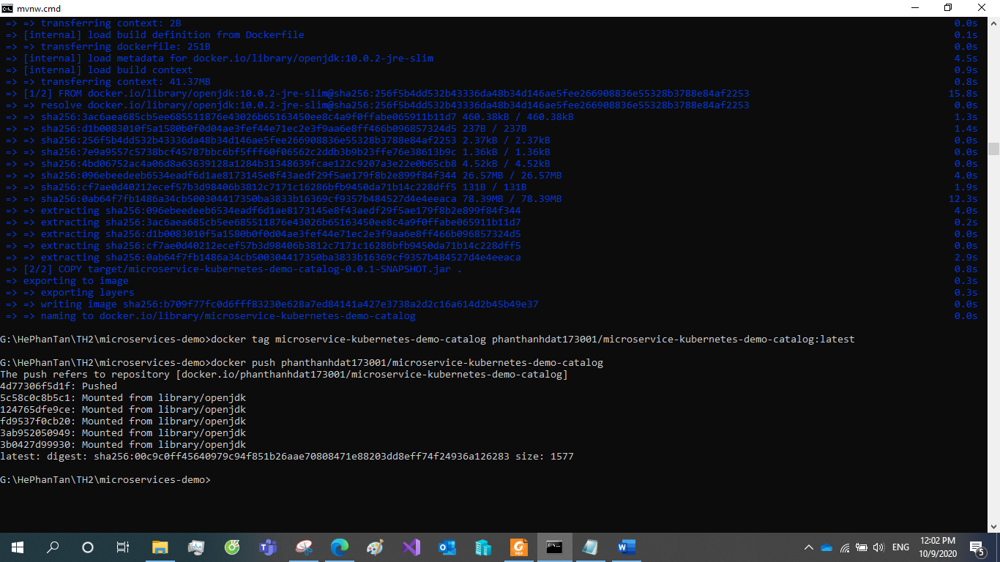 mvnw.cmd
=> => transferring context: 2B 0.0s
=> [internal] load build definition from Dockerfile 0.1s
=> => transferring dockerfile: 251B 0.0s
=> [internal] load metadata for docker.io/library/openjdk:10.0.2-jre-slim 4.5s
=> [internal] load build context 0.9s
=> => transferring context: 41.37MB 0.8s
=> [1/2] FROM docker.io/library/openjdk:10.0.2-jre-slim@sha256:256f5b4dd532b43336da48b34d146ae5fee266908836e55328b3788e84af2253 15.8s
=> => resolve docker.io/library/openjdk:10.0.2-jre-slim@sha256:256f5b4dd532b43336da48b34d146ae5fee266908836e55328b3788e84af2253 0.0s
=> => sha256:3ac6aea685cb5ee685511876e43026b65163450ee8c4a9f0ffabe065911b11d7 460.38kB / 460.38kB 1.3s
=> => sha256:d1b0083010f5a1580b0f0d04ae3fef44e71ec2e3f9aa6e8ff466b096857324d5 237B / 237B 1.4s
=> => sha256:256f5b4dd532b43336da48b34d146ae5fee266908836e55328b3788e84af2253 2.37kB / 2.37kB 0.0s
=> => sha256:7e9a9557c5738bcf45787bbc6bf5fff60f06562c2ddb3b9b23ffe76e38613b9c 1.36kB / 1.36kB 0.0s
=> => sha256:4bd06752ac4a06d8a63639128a1284b31348639fcae122c9207a3e22e0b65cb8 4.52kB / 4.52kB 0.0s
=> => sha256:096ebeedeeb6534eadf6d1ae8173145e8f43aedf29f5ae179f8b2e899f84f344 26.57MB / 26.57MB 4.0s
=> => sha256:cf7ae0d40212ecef57b3d98406b3812c7171c16286bfb9450da71b14c228dff5 131B / 131B 1.9s
=> => sha256:0ab64f7fb1486a34cb500304417350ba3833b16369cf9357b484527d4e4eeaca 78.39MB / 78.39MB 12.3s
=> => extracting sha256:096ebeedeeb6534eadf6d1ae8173145e8f43aedf29f5ae179f8b2e899f84f344 4.0s
=> => extracting sha256:3ac6aea685cb5ee685511876e43026b65163450ee8c4a9f0ffabe065911b11d7 0.2s
=> => extracting sha256:d1b0083010f5a1580b0f0d04ae3fef44e71ec2e3f9aa6e8ff466b096857324d5 0.0s
=> => extracting sha256:cf7ae0d40212ecef57b3d98406b3812c7171c16286bfb9450da71b14c228dff5 0.0s
=> => extracting sha256:0ab64f7fb1486a34cb500304417350ba3833b16369cf9357b484527d4e4eeaca 2.9s
=> [2/2] COPY target/microservice-kubernetes-demo-catalog-0.0.1-SNAPSHOT.jar . 0.8s
=> exporting to image 0.3s
=> => exporting layers 0.3s
=> => writing image sha256:b709f77fc0d6fff83230e628a7ed84141a427e3738a2d2c16a614d2b45b49e37 0.0s
=> => naming to docker.io/library/microservice-kubernetes-demo-catalog 0.0s
G:\HePhanTan\TH2\microservices-demo>docker tag microservice-kubernetes-demo-catalog phanthanhdat173001/microservice-kubernetes-demo-catalog:latest
G:\HePhanTan\TH2\microservices-demo>docker push phanthanhdat173001/microservice-kubernetes-demo-catalog
The push refers to repository [docker.io/phanthanhdat173001/microservice-kubernetes-demo-catalog]
4d77306f5d1f: Pushed
5c58c0c8b5c1: Mounted from library/openjdk
124765dfe9ce: Mounted from library/openjdk
fd9537f0cb20: Mounted from library/openjdk
3ab952050949: Mounted from library/openjdk
3b0427d99930: Mounted from library/openjdk
latest: digest: sha256:00c9c0ff45640979c94f851b26aae70808471e88203dd8eff74f24936a126283 size: 1577
G:\HePhanTan\TH2\microservices-demo>
ENG
12:02 PM
10/9/2020
5